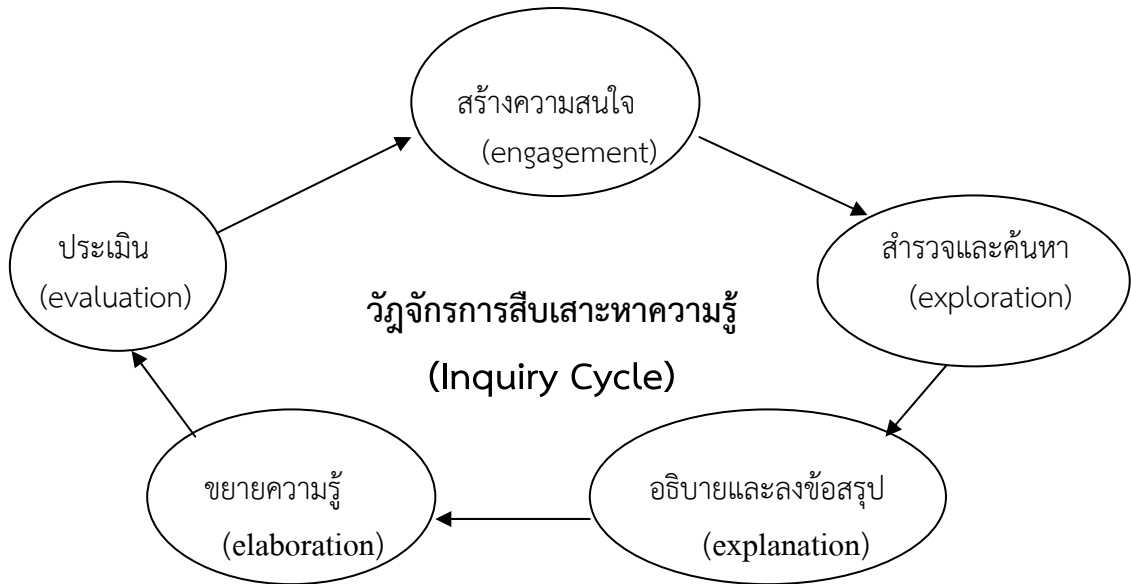 สร้างความสนใจ
(engagement)
ประเมิน
(evaluation)
สำรวจและค้นหา
(exploration)
วัฎจักรการสืบเสาะหาความรู้
(Inquiry Cycle)
ขยายความรู้
(elaboration)
อธิบายและลงข้อสรุป
(explanation)